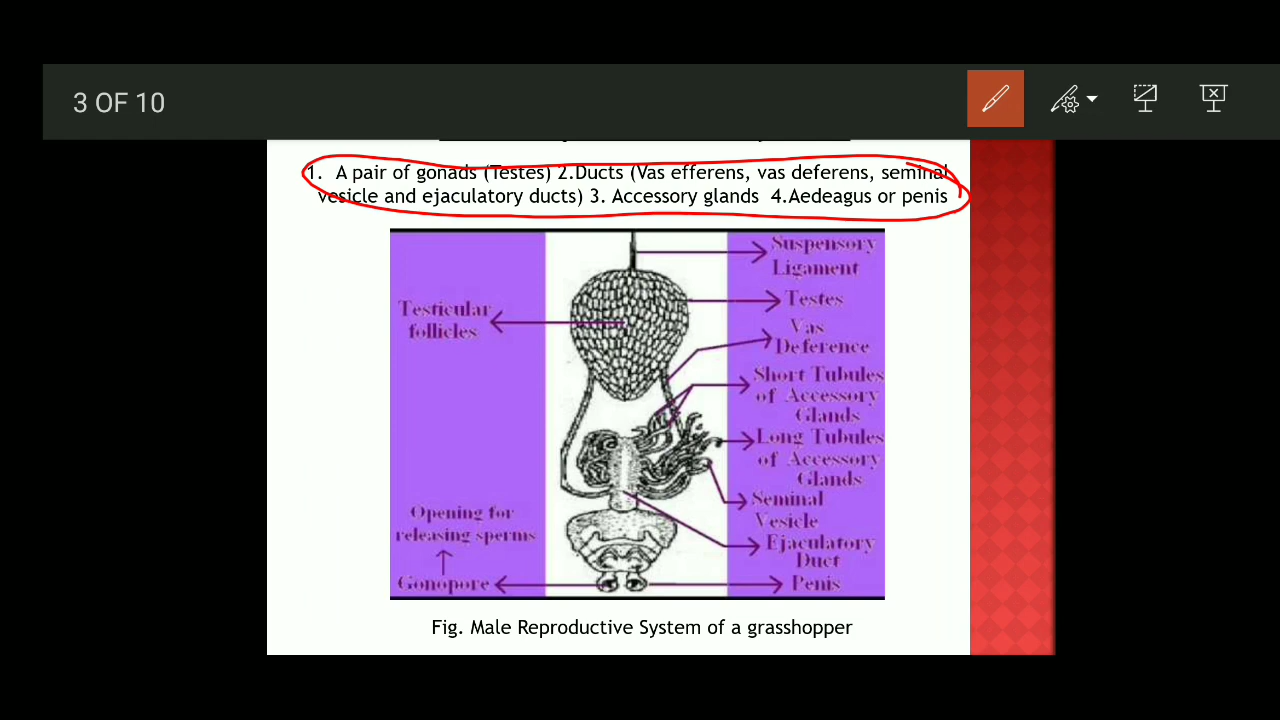 3 OF 10
1. A pair of gonads (Testes) 2.Ducts (Vas efferens, vas deferens, seminal
vesicle and ejaculatory ducts) 3. Accessory glands 4.Aedeagus or penis
Suspensory
Ligament
Testicular
follicles
Testes
Vas
Deference
Short Tubules
of Accessory
Glands
Long Tubules
of Accessory
Glands
Seminal
Vesicle
Opening for
releasing sperms
Ejaculatory
Duct
Gonopore
Penis
Fig. Male Reproductive System of a grasshopper